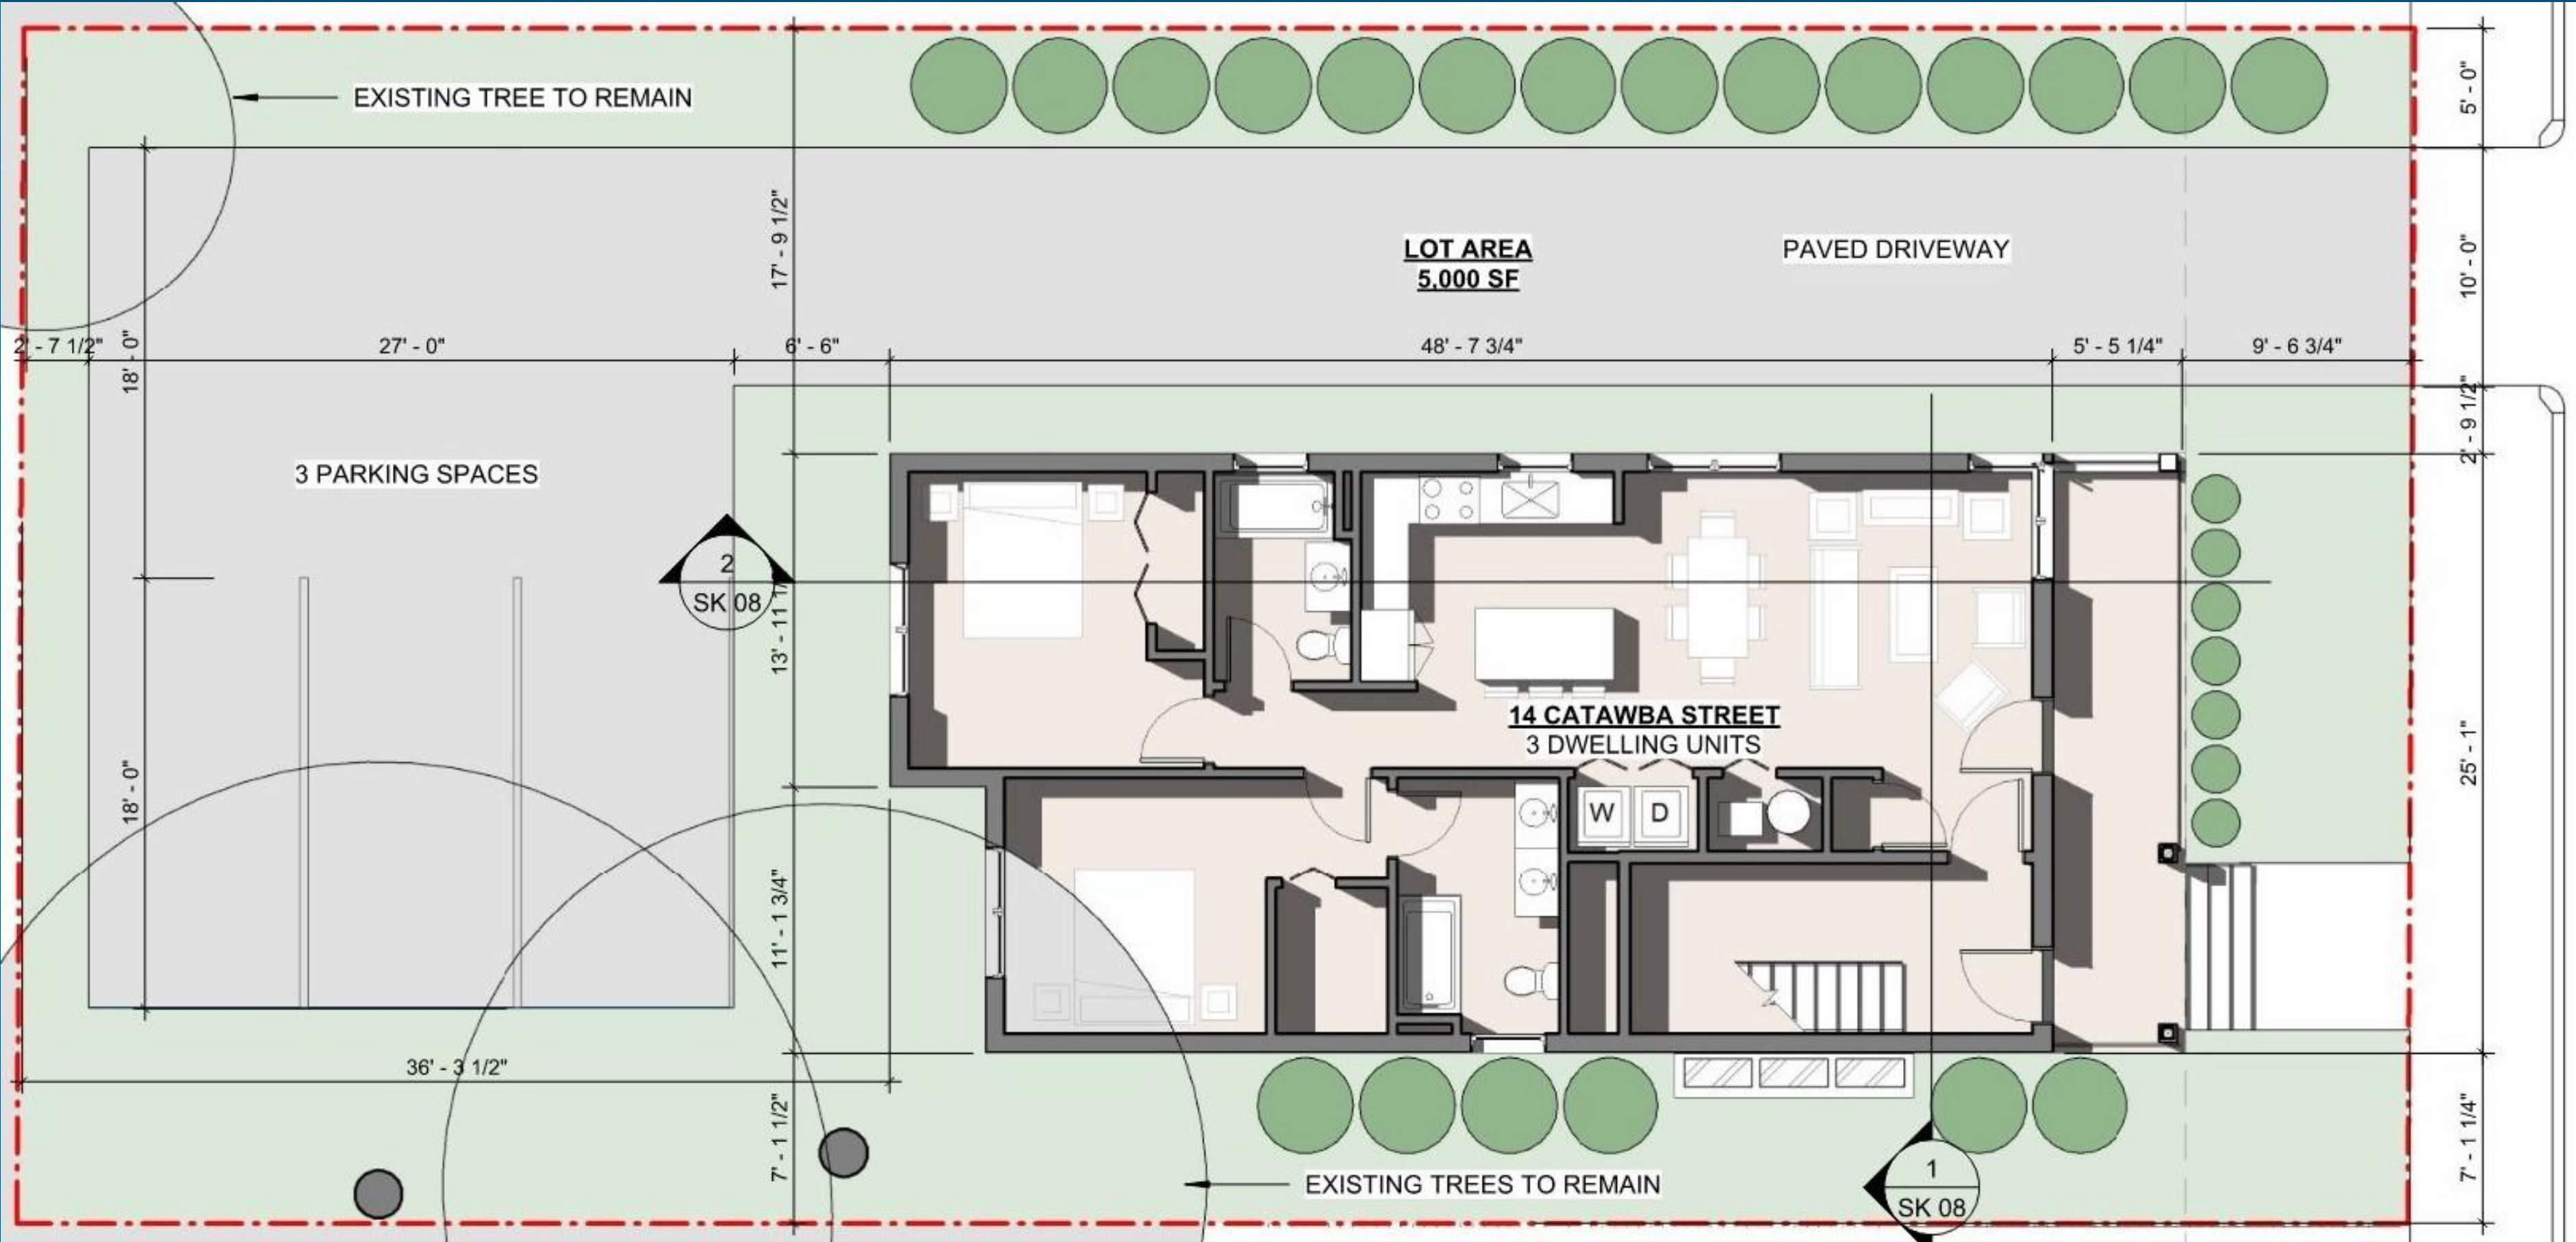 EXISTING TREE TO REMAIN
5' - 0"
17' - 9 1/2"
LOT AREA
5,000 SF
PAVED DRIVEWAY
10' - 0"
2' - 7 1/2"
27' - 0"
18' - 0"
6' - 6"
48' - 7 3/4"
5' - 5 1/4"
9' - 6 3/4"
2' - 9 1/2"
3 PARKING SPACES
2
SK 08
13' - 11 1/
14 CATAWBA STREET
3 DWELLING UNITS
25' - 1"
18' - 0"
W
D
11' - 1 3/4"
36' - 3 1/2"
7' - 1 1/2"
7' - 1 1/4"
EXISTING TREES TO REMAIN
1
SK 08